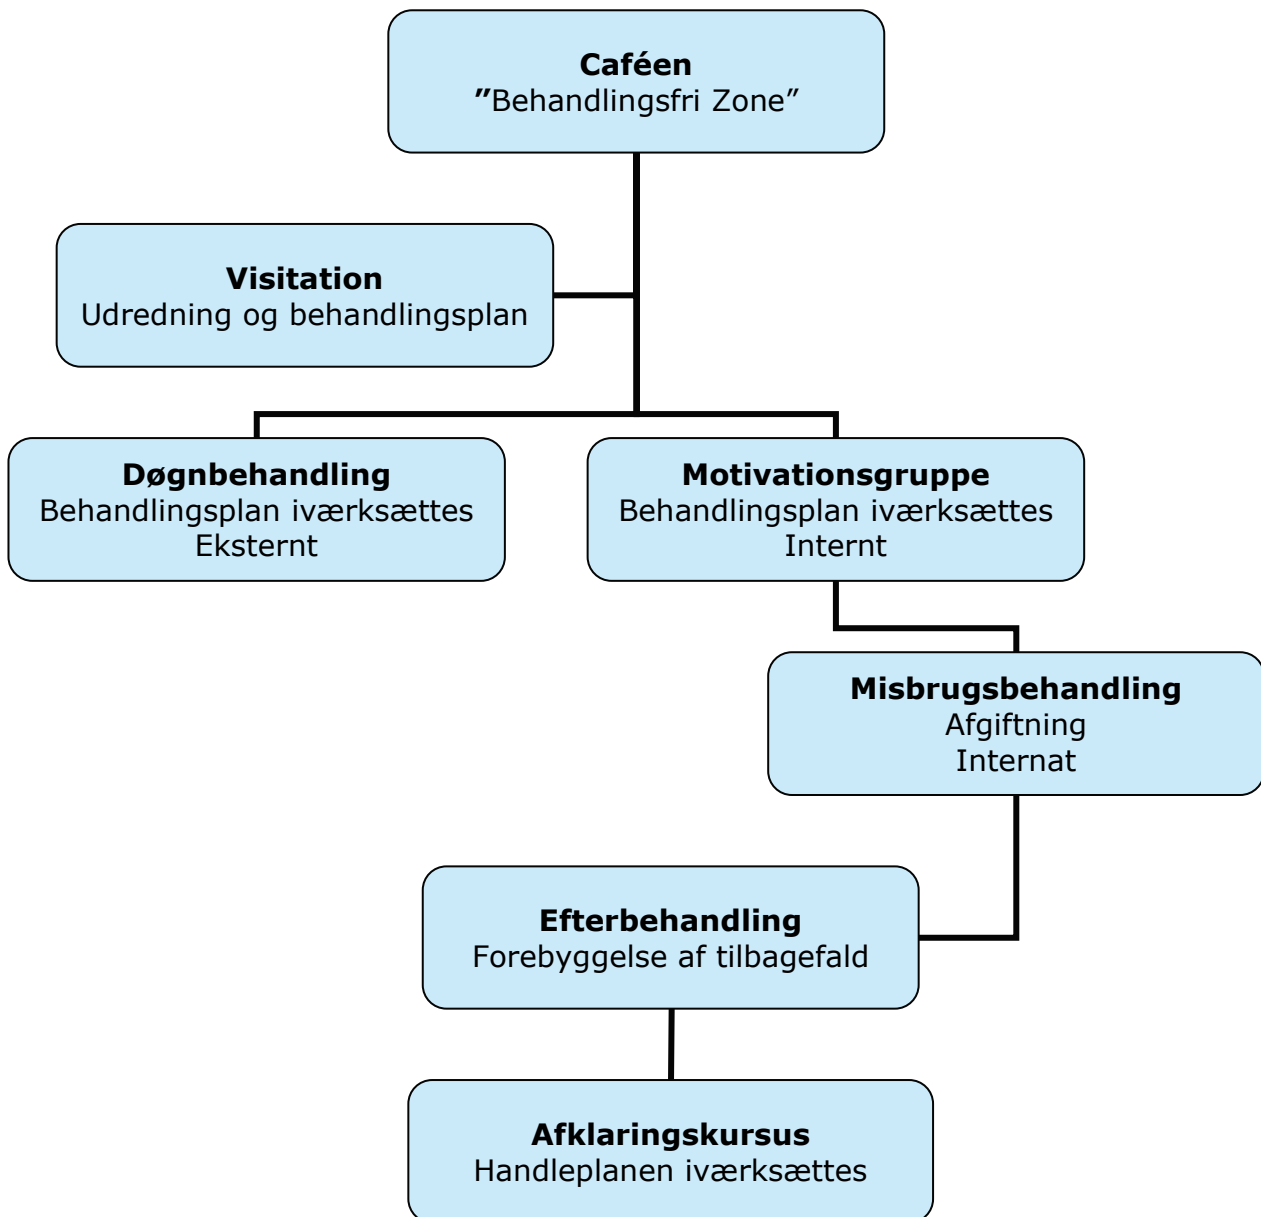 Caféen
”Behandlingsfri Zone”
Visitation
Udredning og behandlingsplan
Døgnbehandling
Behandlingsplan iværksættes
Eksternt
Motivationsgruppe
Behandlingsplan iværksættes
Internt
Misbrugsbehandling
Afgiftning
Internat
Efterbehandling
Forebyggelse af tilbagefald
Afklaringskursus
Handleplanen iværksættes